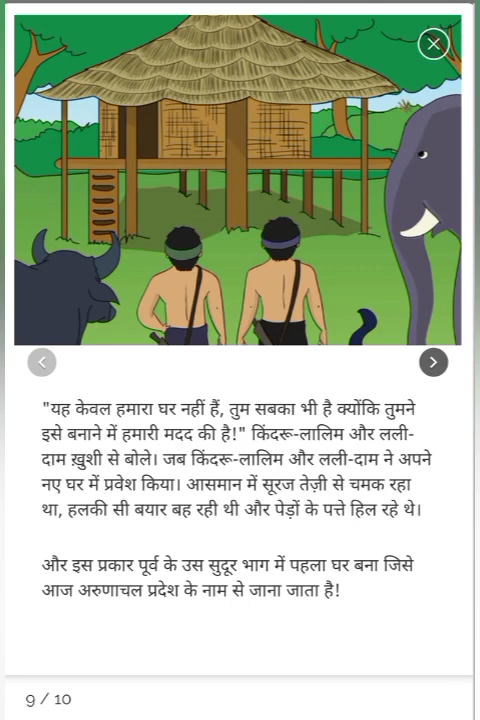 "यह केवल हमारा घर नहीं हैं, तुम सबका भी है क्योंकि तुमने
इसे बनाने में हमारी मदद की है!" किंदरू-लालिम और लली-
दाम ख़ुशी से बोले। जब किंदरू-लालिम और लली-दाम ने अपने
नए घर में प्रवेश किया। आसमान में सूरज तेज़ी से चमक रहा
था, हलकी सी बयार बह रही थी और पेड़ों के पत्ते हिल रहे थे।
और इस प्रकार पूर्व के उस सुदूर भाग में पहला घर बना जिसे
आज अरुणाचल प्रदेश के नाम से जाना जाता है!
9 / 10